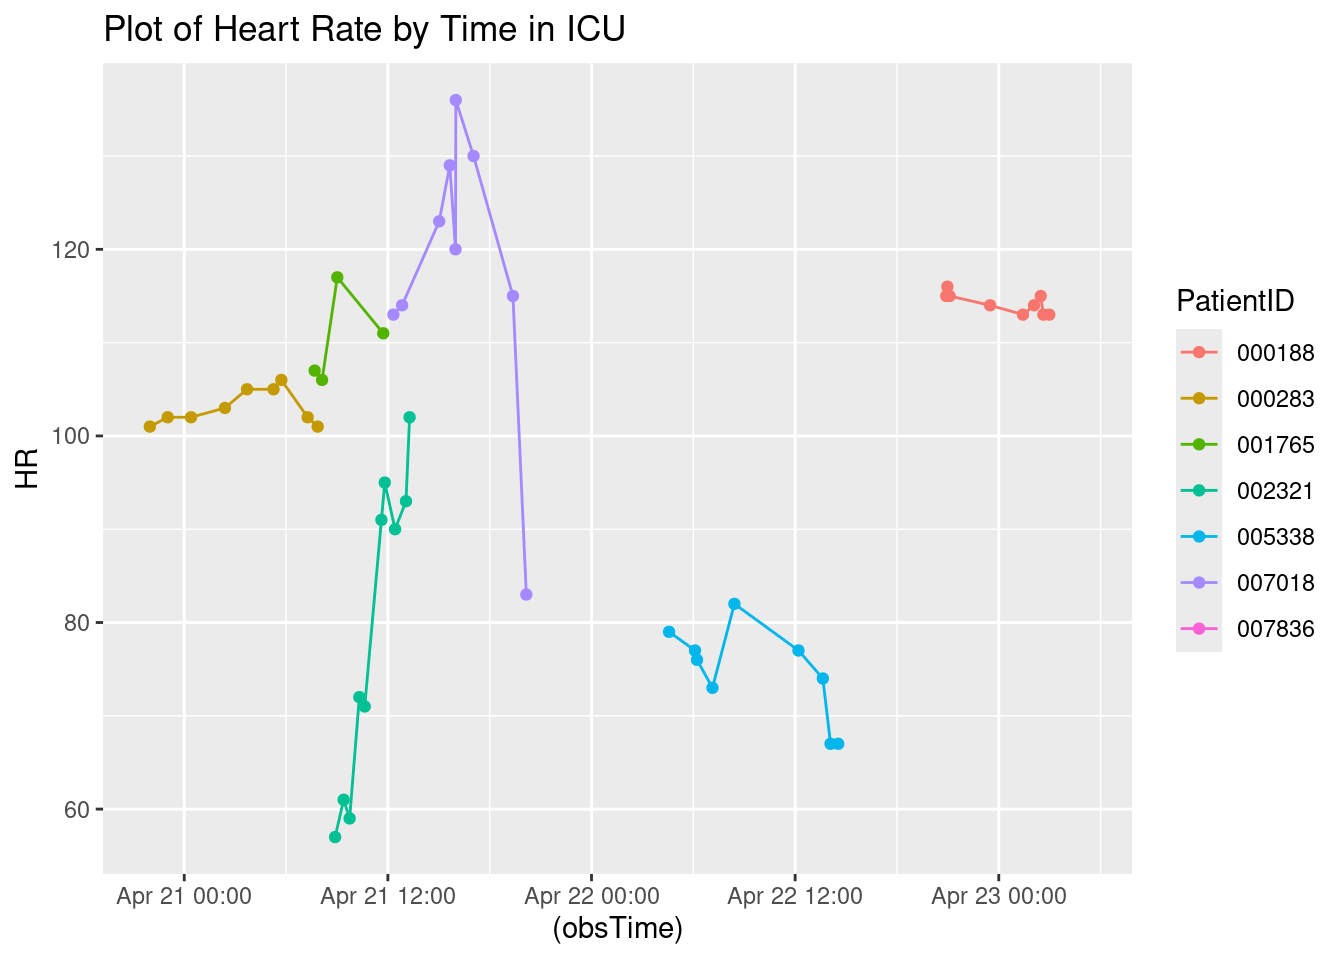 Plot of Heart Rate by Time in ICU
HR
120
100
80
60
Apr 21 00:00
Apr 21 12:00
Apr 22 00:00
Apr 22 12:00
Apr 23 00:00
(obsTime)
PatientID
000188
000283
001765
002321
005338
007018
007836